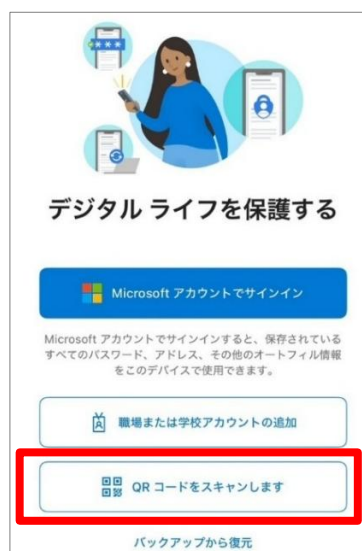 デジタル ライフを保護する
Microsoft アカウントでサインイン
Microsoft アカウントでサインインすると、保存されている
すべてのパスワード、アドレス、その他のオートフィル情報
をこのデバイスで使用できます。
職場または学校アカウントの追加
QR コードをスキャンします
バックアップから復元